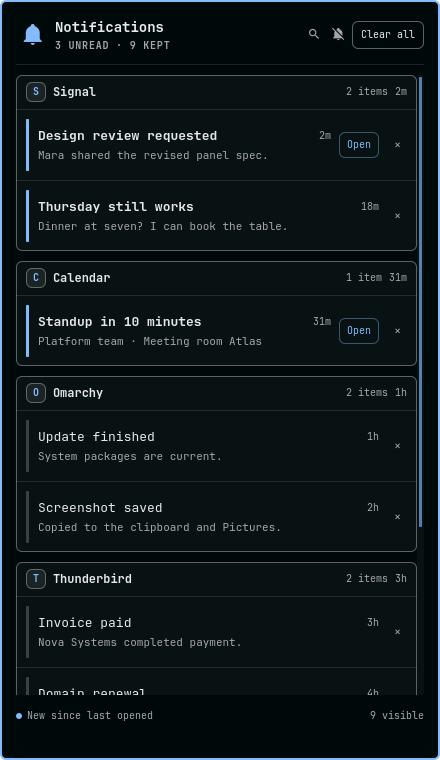 Notifications
3 UNREAD · 9 KEPT
Clear all
S Signal 2 items 2m
Design review requested 2m Open ×
Mara shared the revised panel spec.
Thursday still works 18m ×
Dinner at seven? I can book the table.
C Calendar 1 item 31m
Standup in 10 minutes 31m Open ×
Platform team · Meeting room Atlas
O Omarchy 2 items 1h
Update finished 1h ×
System packages are current.
Screenshot saved 2h ×
Copied to the clipboard and Pictures.
T Thunderbird 2 items 3h
Invoice paid 3h ×
Nova Systems completed payment.
Domain renewal 4h
New since last opened 9 visible